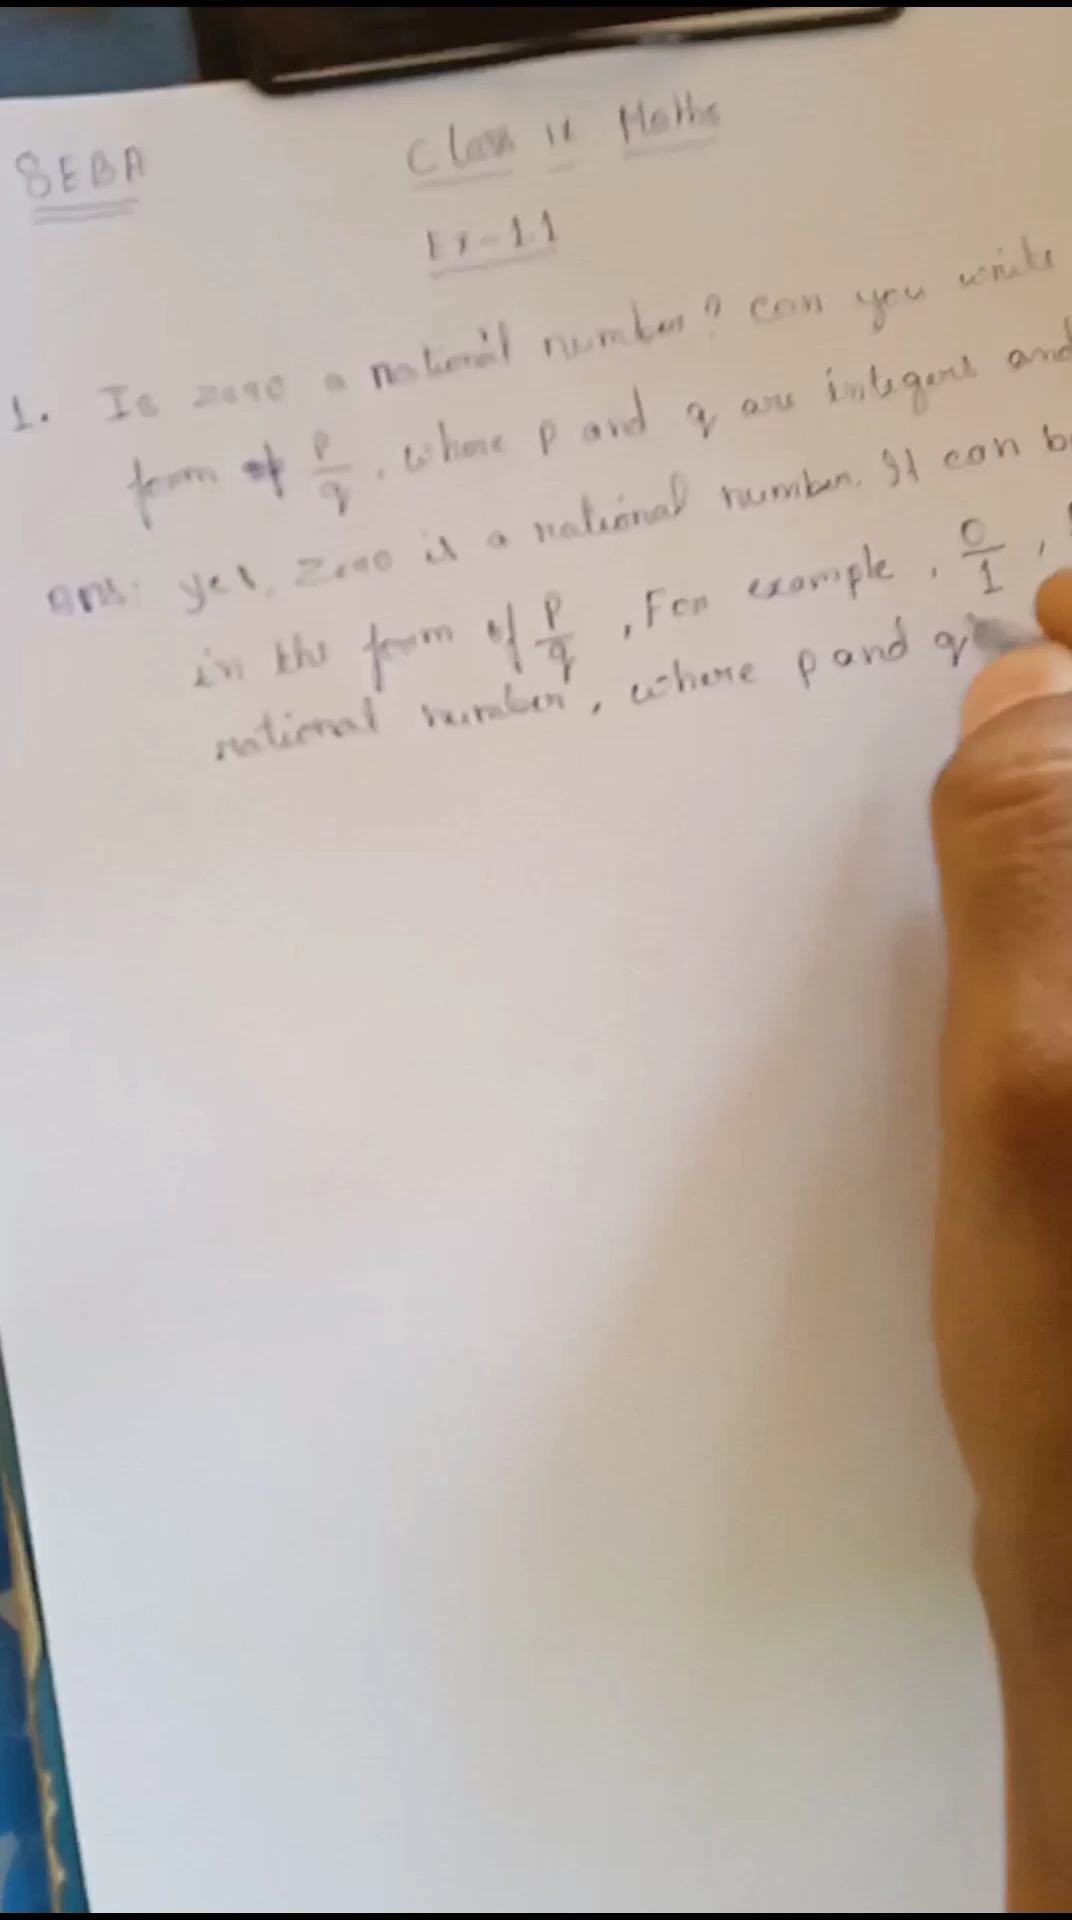 SEBA
Class IX Maths
Ex-1.1
1. Is zero a rational number? Can you write
form of p/q, where p and q are integers and
Ans: Yes, Zero is a rational number. It can b
in the form of p/q, For example, 0/1,
rational number, where p and q